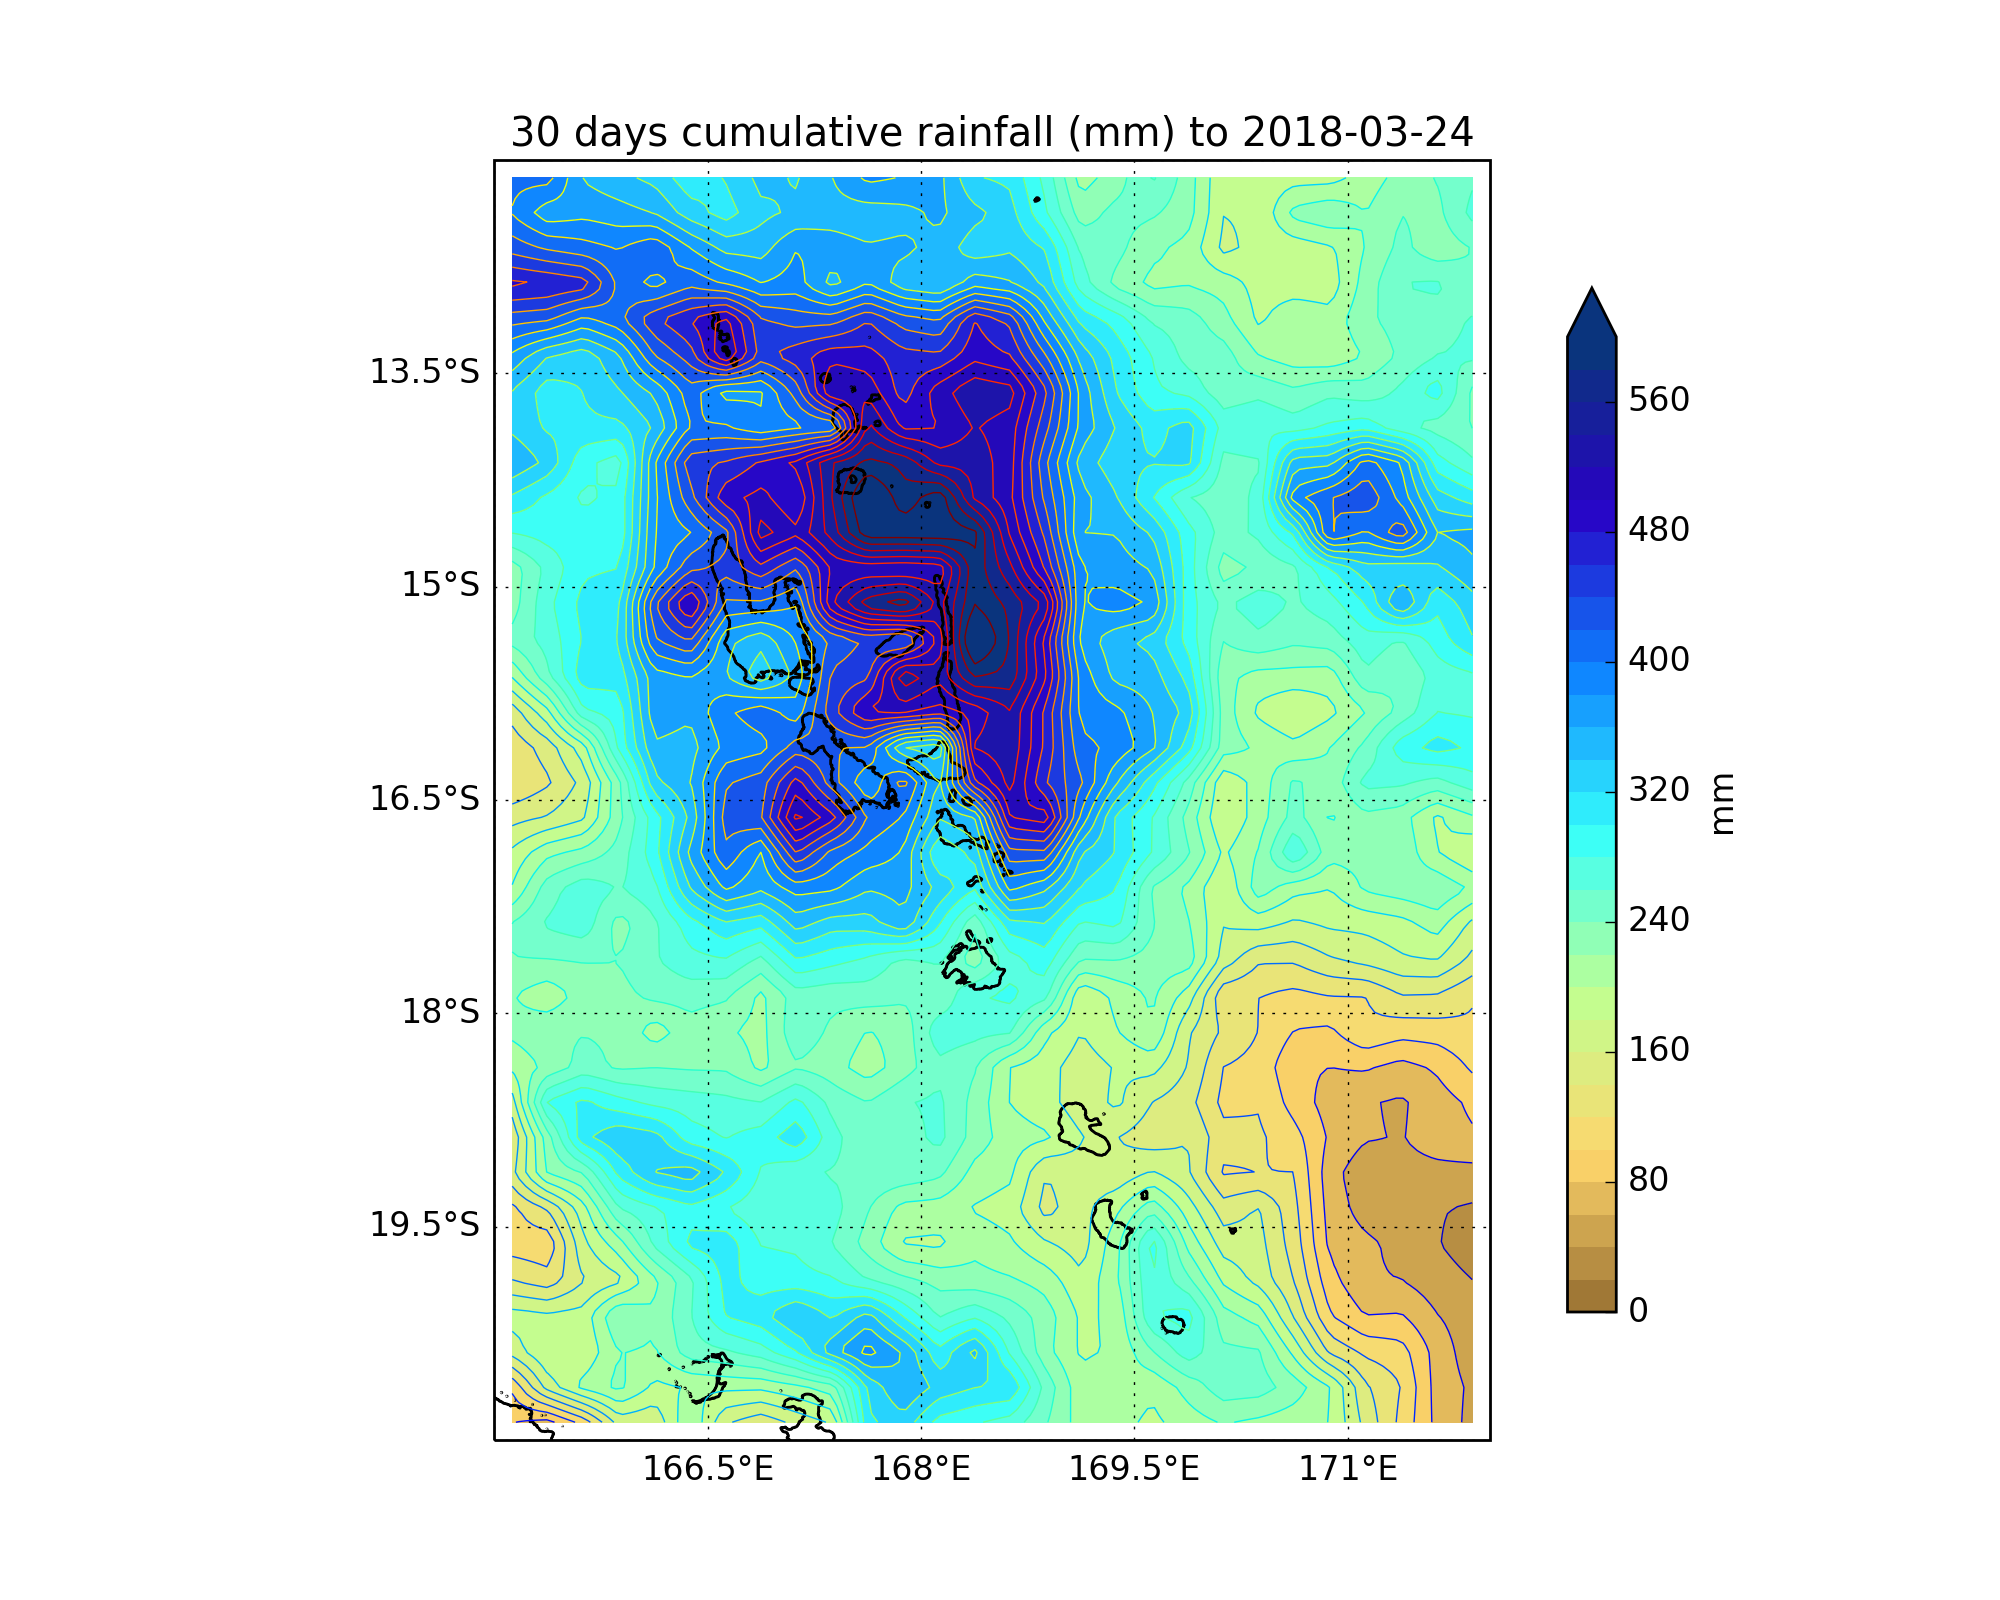 30 days cumulative rainfall (mm) to 2018-03-24
13.5°S
15°S
16.5°S
18°S
19.5°S
166.5°E
168°E
169.5°E
171°E
560
480
400
320
240
160
80
0
mm